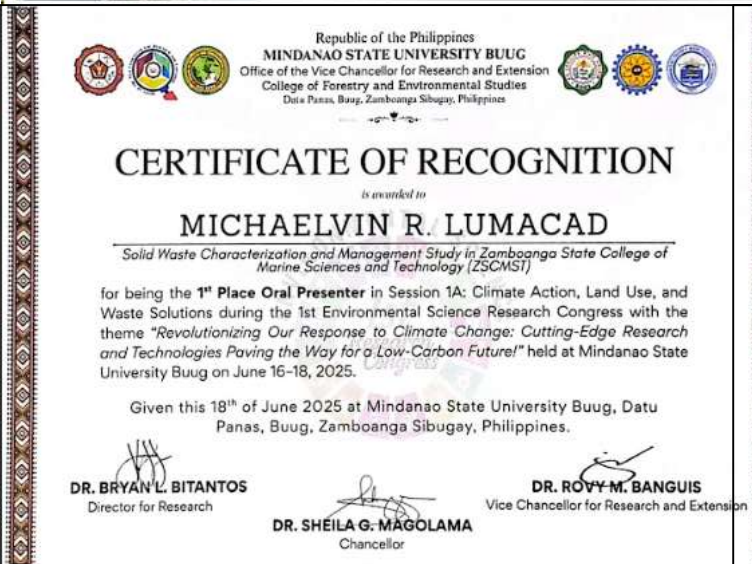 Republic of the Philippines
MINDANAO STATE UNIVERSITY BUUG
Office of the Vice Chancellor for Research and Extension
College of Forestry and Environmental Studies
Datu Panas, Buug, Zamboanga Sibugay, Philippines
CERTIFICATE OF RECOGNITION
is awarded to
MICHAELVIN R. LUMACAD
Solid Waste Characterization and Management Study in Zamboanga State College of
Marine Sciences and Technology (ZSCMST)
for being the 1st Place Oral Presenter in Session 1A: Climate Action, Land Use, and
Waste Solutions during the 1st Environmental Science Research Congress with the
theme "Revolutionizing Our Response to Climate Change: Cutting-Edge Research
and Technologies Paving the Way for a Low-Carbon Future!" held at Mindanao State
University Buug on June 16-18, 2025.
Research
Congress
Given this 18th of June 2025 at Mindanao State University Buug, Datu
Panas, Buug, Zamboanga Sibugay, Philippines.
DR. BRYAN L. BITANTOS
Director for Research
DR. SHEILA G. MAGOLAMA
Chancellor
DR. ROVY M. BANGUIS
Vice Chancellor for Research and Extension